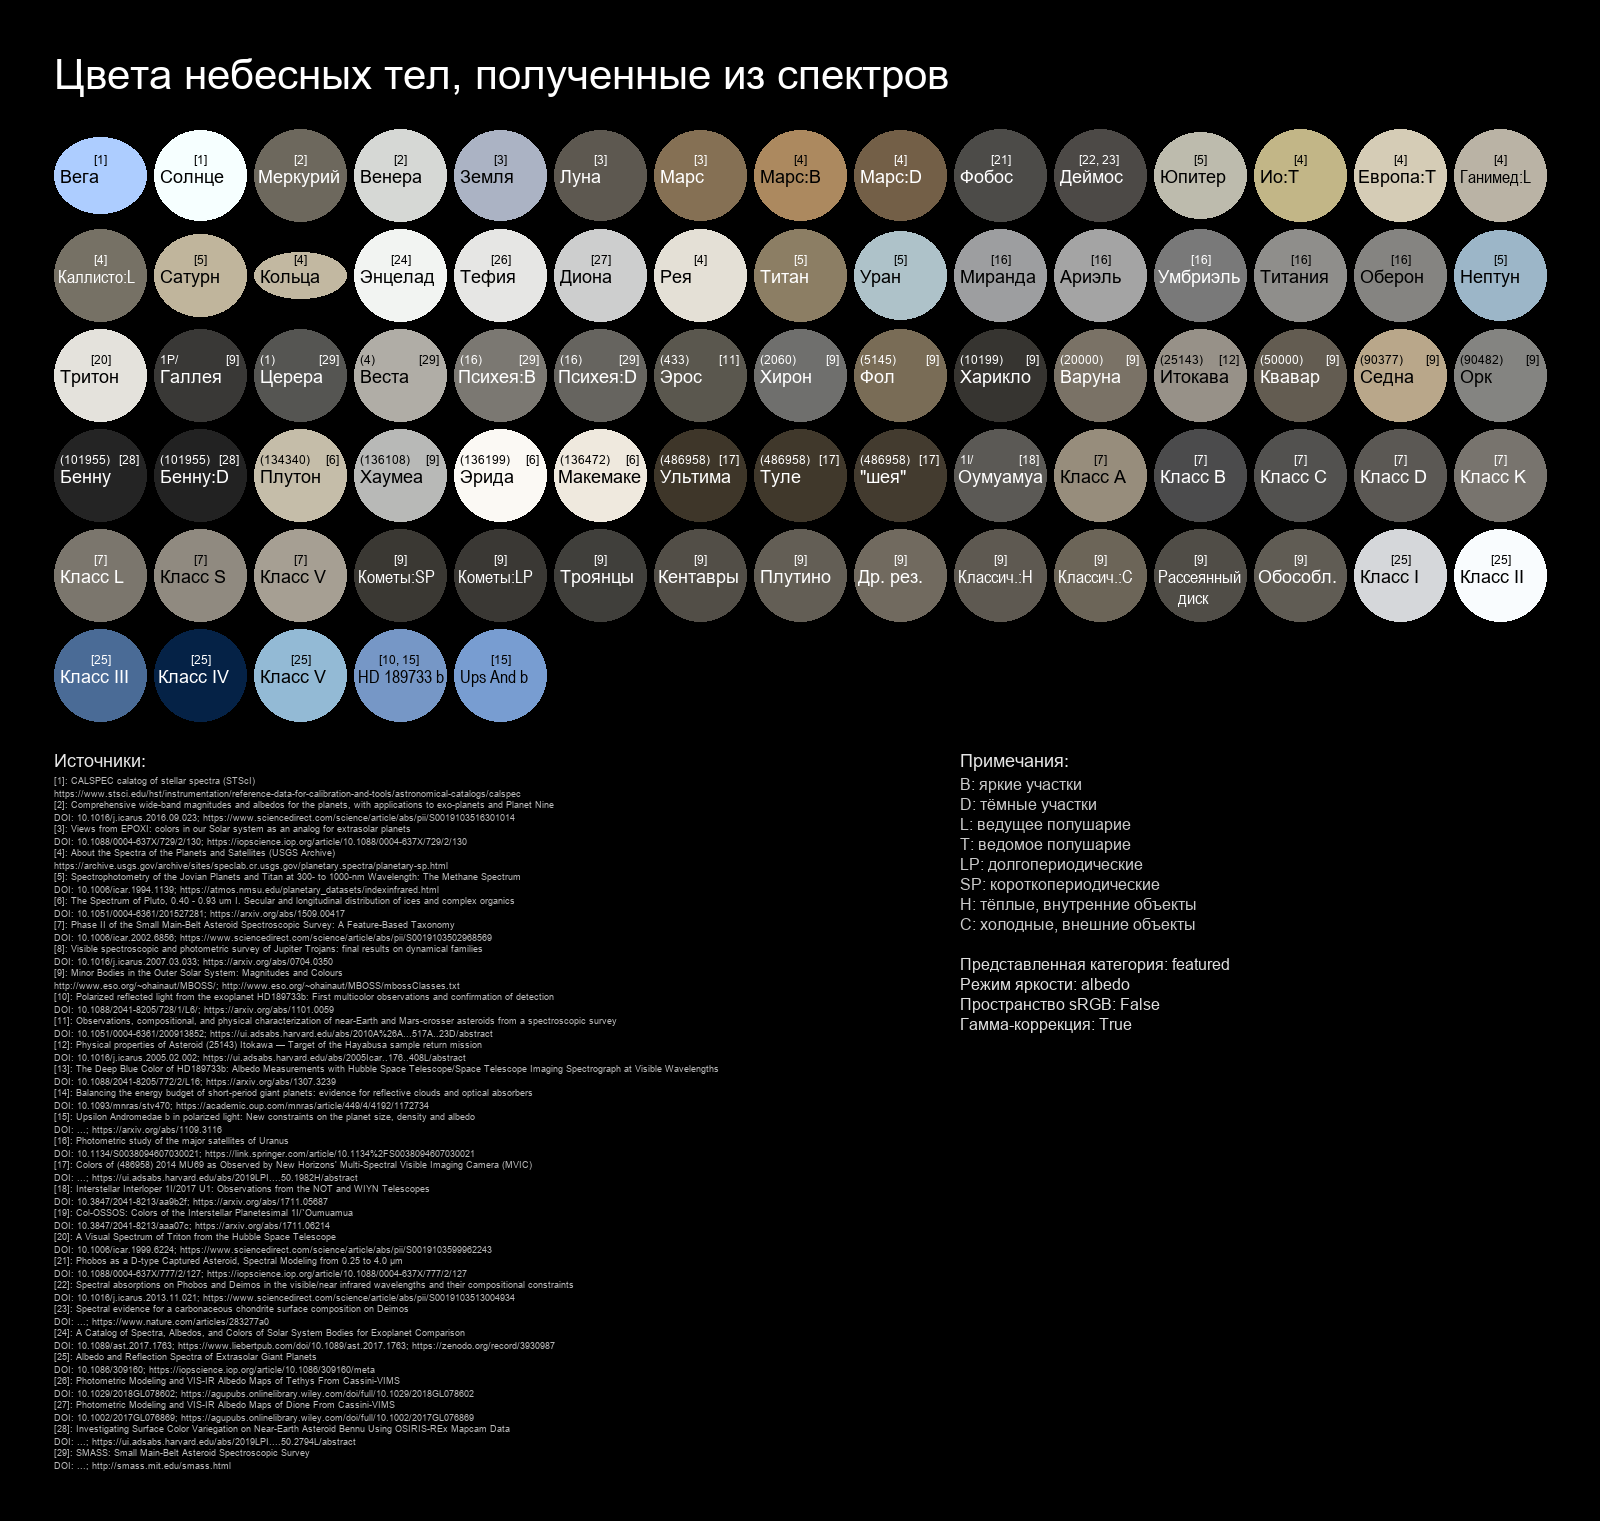 Цвета небесных тел, полученные из спектров
[1] [1] [2] [2] [3] [3] [3] [4] [4] [21] [22, 23] [5] [4] [4] [4]
Вега Солнце Меркурий Венера Земля Луна Марс Марс:B Марс:D Фобос Деймос Юпитер Ио:T Европа:T Ганимед:L
[4] [5] [4] [24] [26] [27] [4] [5] [5] [16] [16] [16] [16] [16] [5]
Каллисто:L Сатурн Кольца Энцелад Тефия Диона Рея Титан Уран Миранда Ариэль Умбриэль Титания Оберон Нептун
[20] 1P/ [9] (1) [29] (4) [29] (16) [29] (16) [29] (433) [11] (2060) [9] (5145) [9] (10199) [9] (20000) [9] (25143) [12] (50000) [9] (90377) [9] (90482) [9]
Тритон Галлея Церера Веста Психея:B Психея:D Эрос Хирон Фол Харикло Варуна Итокава Квавар Седна Орк
(101955) [28] (101955) [28] (134340) [6] (136108) [9] (136199) [6] (136472) [6] (486958) [17] (486958) [17] (486958) [17] 1I/ [18] [7] [7] [7] [7] [7]
Бенну Бенну:D Плутон Хаумеа Эрида Макемаке Ультима Туле "шея" Оумуамуа Класс A Класс B Класс C Класс D Класс K
[7] [7] [7] [9] [9] [9] [9] [9] [9] [9] [9] [9] [9] [25] [25]
Класс L Класс S Класс V Кометы:SP Кометы:LP Троянцы Кентавры Плутино Др. рез. Классич.:H Классич.:C Рассеянный Обособл. Класс I Класс II
диск
[25] [25] [25] [10, 15] [15]
Класс III Класс IV Класс V HD 189733 b Ups And b
Источники:
[1]: CALSPEC calatog of stellar spectra (STScI)
https://www.stsci.edu/hst/instrumentation/reference-data-for-calibration-and-tools/astronomical-catalogs/calspec
[2]: Comprehensive wide-band magnitudes and albedos for the planets, with applications to exo-planets and Planet Nine
DOI: 10.1016/j.icarus.2016.09.023; https://www.sciencedirect.com/science/article/abs/pii/S0019103516301014
[3]: Views from EPOXI: colors in our Solar system as an analog for extrasolar planets
DOI: 10.1088/0004-637X/729/2/130; https://iopscience.iop.org/article/10.1088/0004-637X/729/2/130
[4]: About the Spectra of the Planets and Satellites (USGS Archive)
https://archive.usgs.gov/archive/sites/speclab.cr.usgs.gov/planetary.spectra/planetary-sp.html
[5]: Spectrophotometry of the Jovian Planets and Titan at 300- to 1000-nm Wavelength: The Methane Spectrum
DOI: 10.1006/icar.1994.1139; https://atmos.nmsu.edu/planetary_datasets/indexinfrared.html
[6]: The Spectrum of Pluto, 0.40 - 0.93 um I. Secular and longitudinal distribution of ices and complex organics
DOI: 10.1051/0004-6361/201527281; https://arxiv.org/abs/1509.00417
[7]: Phase II of the Small Main-Belt Asteroid Spectroscopic Survey: A Feature-Based Taxonomy
DOI: 10.1006/icar.2002.6856; https://www.sciencedirect.com/science/article/abs/pii/S0019103502968569
[8]: Visible spectroscopic and photometric survey of Jupiter Trojans: final results on dynamical families
DOI: 10.1016/j.icarus.2007.03.033; https://arxiv.org/abs/0704.0350
[9]: Minor Bodies in the Outer Solar System: Magnitudes and Colours
http://www.eso.org/~ohainaut/MBOSS/; http://www.eso.org/~ohainaut/MBOSS/mbossClasses.txt
[10]: Polarized reflected light from the exoplanet HD189733b: First multicolor observations and confirmation of detection
DOI: 10.1088/2041-8205/728/1/L6/; https://arxiv.org/abs/1101.0059
[11]: Observations, compositional, and physical characterization of near-Earth and Mars-crosser asteroids from a spectroscopic survey
DOI: 10.1051/0004-6361/200913852; https://ui.adsabs.harvard.edu/abs/2010A%26A...517A..23D/abstract
[12]: Physical properties of Asteroid (25143) Itokawa — Target of the Hayabusa sample return mission
DOI: 10.1016/j.icarus.2005.02.002; https://ui.adsabs.harvard.edu/abs/2005Icar..176..408L/abstract
[13]: The Deep Blue Color of HD189733b: Albedo Measurements with Hubble Space Telescope/Space Telescope Imaging Spectrograph at Visible Wavelengths
DOI: 10.1088/2041-8205/772/2/L16; https://arxiv.org/abs/1307.3239
[14]: Balancing the energy budget of short-period giant planets: evidence for reflective clouds and optical absorbers
DOI: 10.1093/mnras/stv470; https://academic.oup.com/mnras/article/449/4/4192/1172734
[15]: Upsilon Andromedae b in polarized light: New constraints on the planet size, density and albedo
DOI: ...; https://arxiv.org/abs/1109.3116
[16]: Photometric study of the major satellites of Uranus
DOI: 10.1134/S0038094607030021; https://link.springer.com/article/10.1134%2FS0038094607030021
[17]: Colors of (486958) 2014 MU69 as Observed by New Horizons' Multi-Spectral Visible Imaging Camera (MVIC)
DOI: ...; https://ui.adsabs.harvard.edu/abs/2019LPI....50.1982H/abstract
[18]: Interstellar Interloper 1I/2017 U1: Observations from the NOT and WIYN Telescopes
DOI: 10.3847/2041-8213/aa9b2f; https://arxiv.org/abs/1711.05687
[19]: Col-OSSOS: Colors of the Interstellar Planetesimal 1I/'Oumuamua
DOI: 10.3847/2041-8213/aaa07c; https://arxiv.org/abs/1711.06214
[20]: A Visual Spectrum of Triton from the Hubble Space Telescope
DOI: 10.1006/icar.1999.6224; https://www.sciencedirect.com/science/article/abs/pii/S0019103599962243
[21]: Phobos as a D-type Captured Asteroid, Spectral Modeling from 0.25 to 4.0 μm
DOI: 10.1088/0004-637X/777/2/127; https://iopscience.iop.org/article/10.1088/0004-637X/777/2/127
[22]: Spectral absorptions on Phobos and Deimos in the visible/near infrared wavelengths and their compositional constraints
DOI: 10.1016/j.icarus.2013.11.021; https://www.sciencedirect.com/science/article/abs/pii/S0019103513004934
[23]: Spectral evidence for a carbonaceous chondrite surface composition on Deimos
DOI: ...; https://www.nature.com/articles/283277a0
[24]: A Catalog of Spectra, Albedos, and Colors of Solar System Bodies for Exoplanet Comparison
DOI: 10.1089/ast.2017.1763; https://www.liebertpub.com/doi/10.1089/ast.2017.1763; https://zenodo.org/record/3930987
[25]: Albedo and Reflection Spectra of Extrasolar Giant Planets
DOI: 10.1086/309160; https://iopscience.iop.org/article/10.1086/309160/meta
[26]: Photometric Modeling and VIS-IR Albedo Maps of Tethys From Cassini-VIMS
DOI: 10.1029/2018GL078602; https://agupubs.onlinelibrary.wiley.com/doi/full/10.1029/2018GL078602
[27]: Photometric Modeling and VIS-IR Albedo Maps of Dione From Cassini-VIMS
DOI: 10.1002/2017GL076869; https://agupubs.onlinelibrary.wiley.com/doi/full/10.1002/2017GL076869
[28]: Investigating Surface Color Variegation on Near-Earth Asteroid Bennu Using OSIRIS-REx Mapcam Data
DOI: ...; https://ui.adsabs.harvard.edu/abs/2019LPI....50.2794L/abstract
[29]: SMASS: Small Main-Belt Asteroid Spectroscopic Survey
DOI: ...; http://smass.mit.edu/smass.html
Примечания:
B: яркие участки
D: тёмные участки
L: ведущее полушарие
T: ведомое полушарие
LP: долгопериодические
SP: короткопериодические
H: тёплые, внутренние объекты
C: холодные, внешние объекты
Представленная категория: featured
Режим яркости: albedo
Пространство sRGB: False
Гамма-коррекция: True